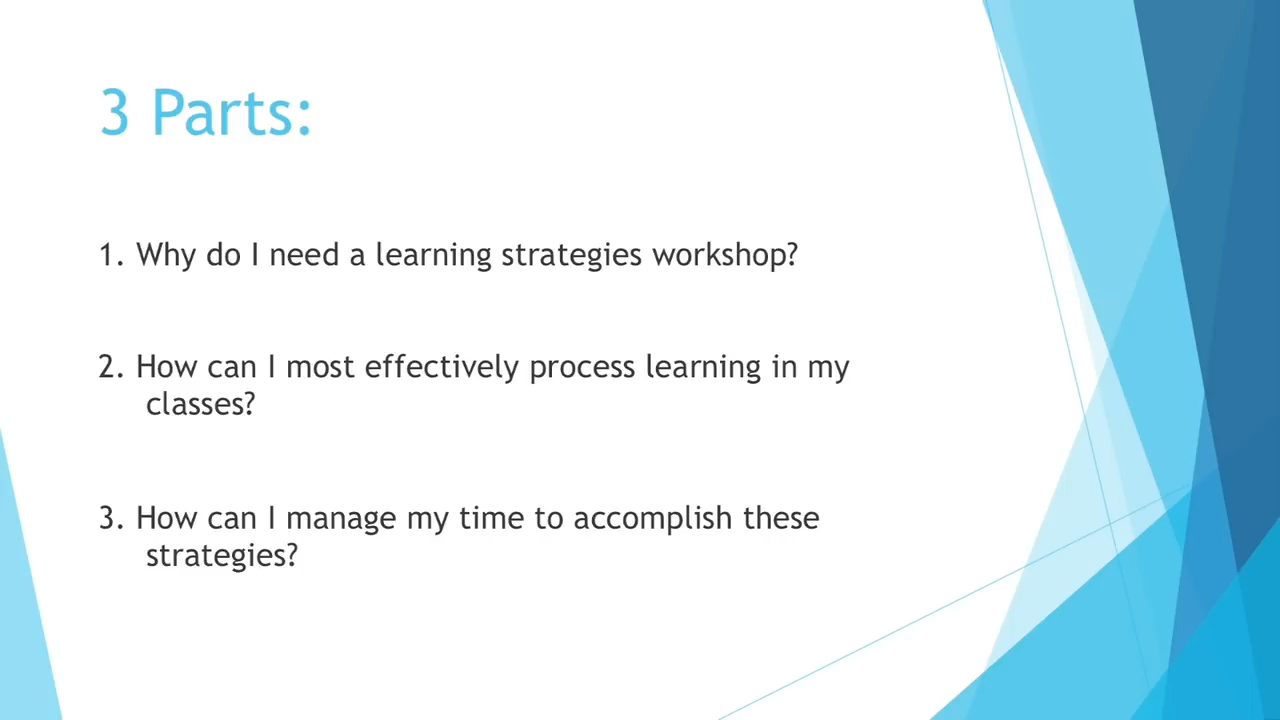 3 Parts:
1. Why do I need a learning strategies workshop?
2. How can I most effectively process learning in my
classes?
3. How can I manage my time to accomplish these
strategies?